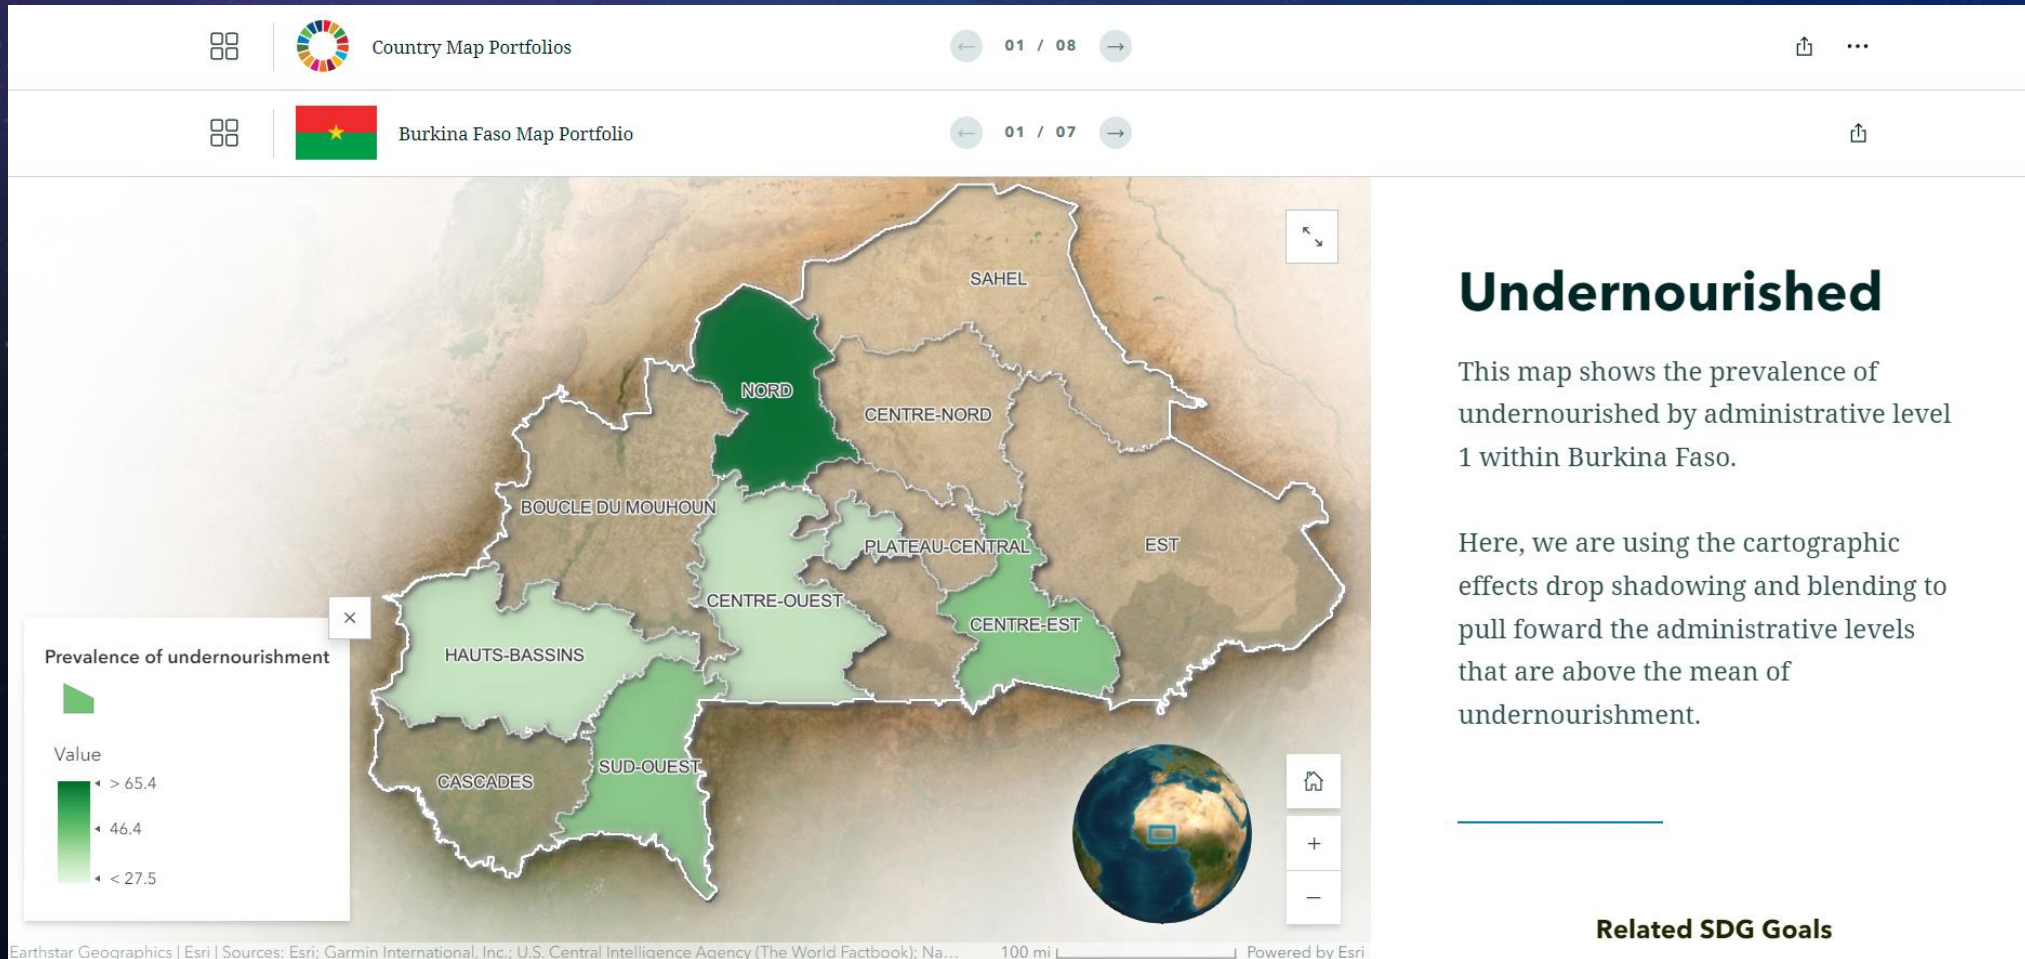 Country Map Portfolios
01 / 08
Burkina Faso Map Portfolio
01 / 07
SAHEL
NORD
CENTRE-NORD
BOUCLE DU MOUHOUN
PLATEAU-CENTRAL
EST
CENTRE-OUEST
CENTRE-EST
HAUTS-BASSINS
SUD-OUEST
CASCADES
Prevalence of undernourishment
Value
> 65.4
46.4
< 27.5
Earthstar Geographics | Esri | Sources: Esri; Garmin International, Inc.; U.S. Central Intelligence Agency (The World Factbook); Na...
100 mi
Powered by Esri
Undernourished
This map shows the prevalence of
undernourished by administrative level
1 within Burkina Faso.
Here, we are using the cartographic
effects drop shadowing and blending to
pull foward the administrative levels
that are above the mean of
undernourishment.
Related SDG Goals